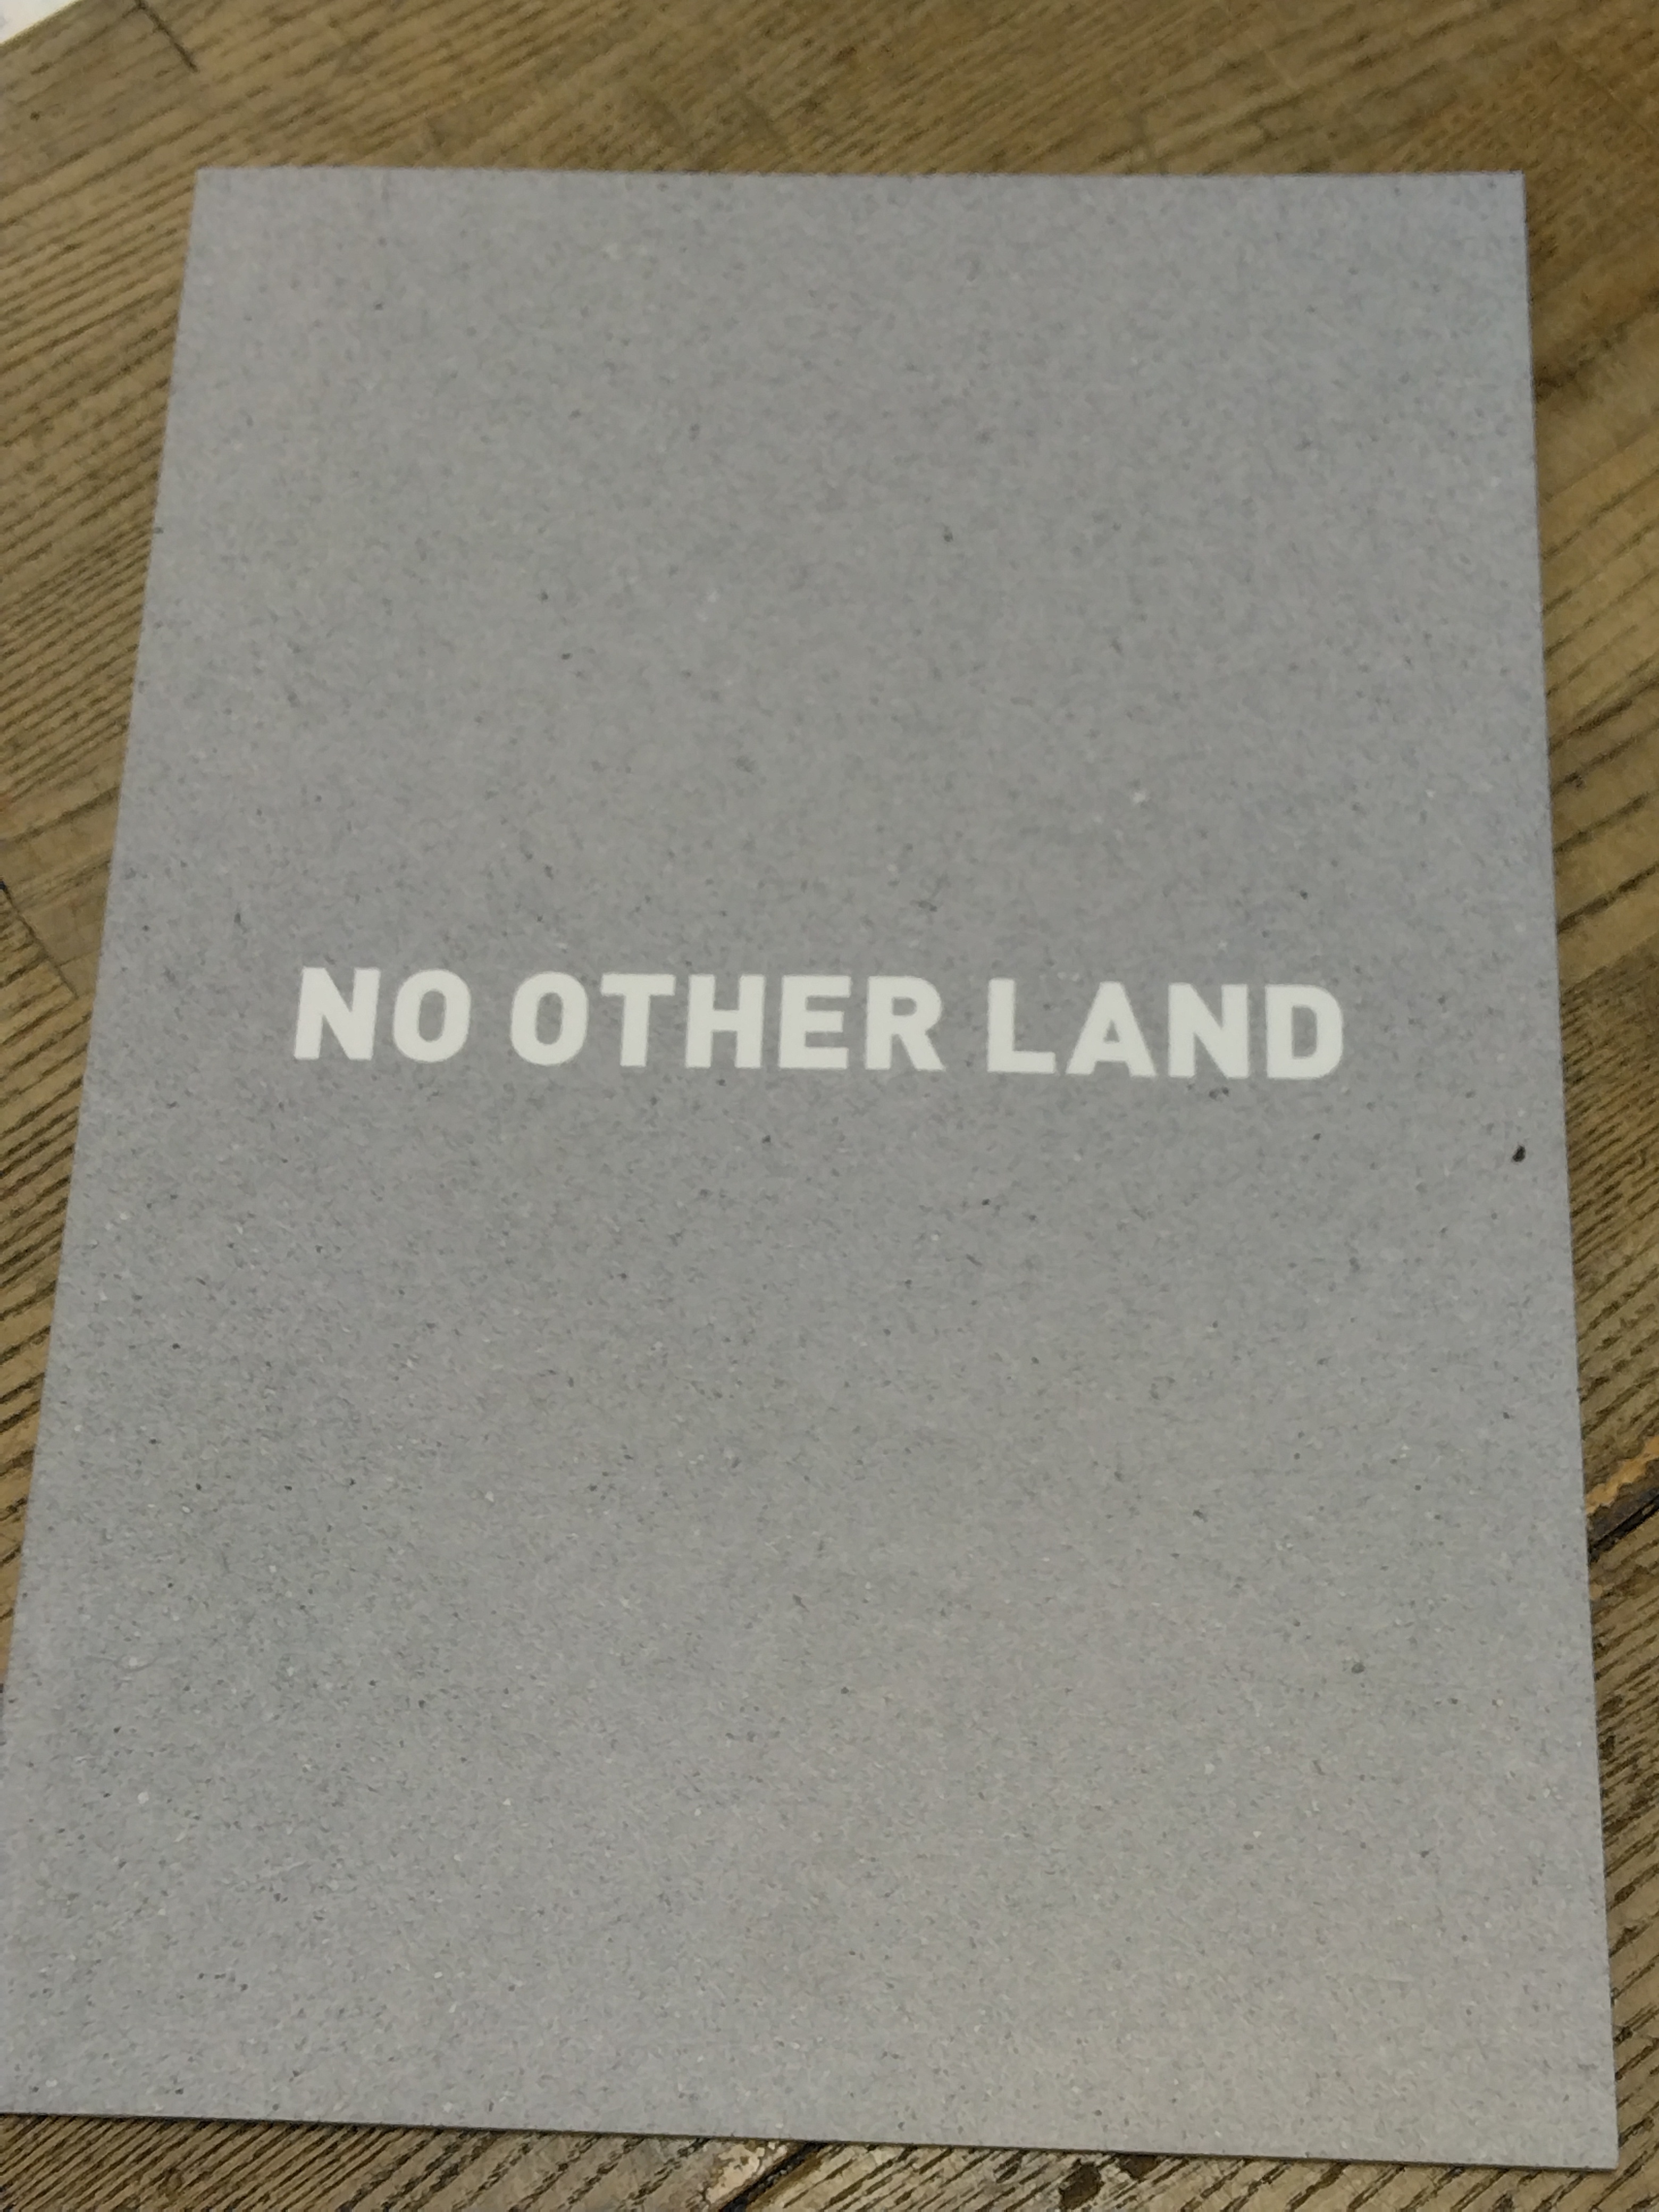 NO OTHER LAND